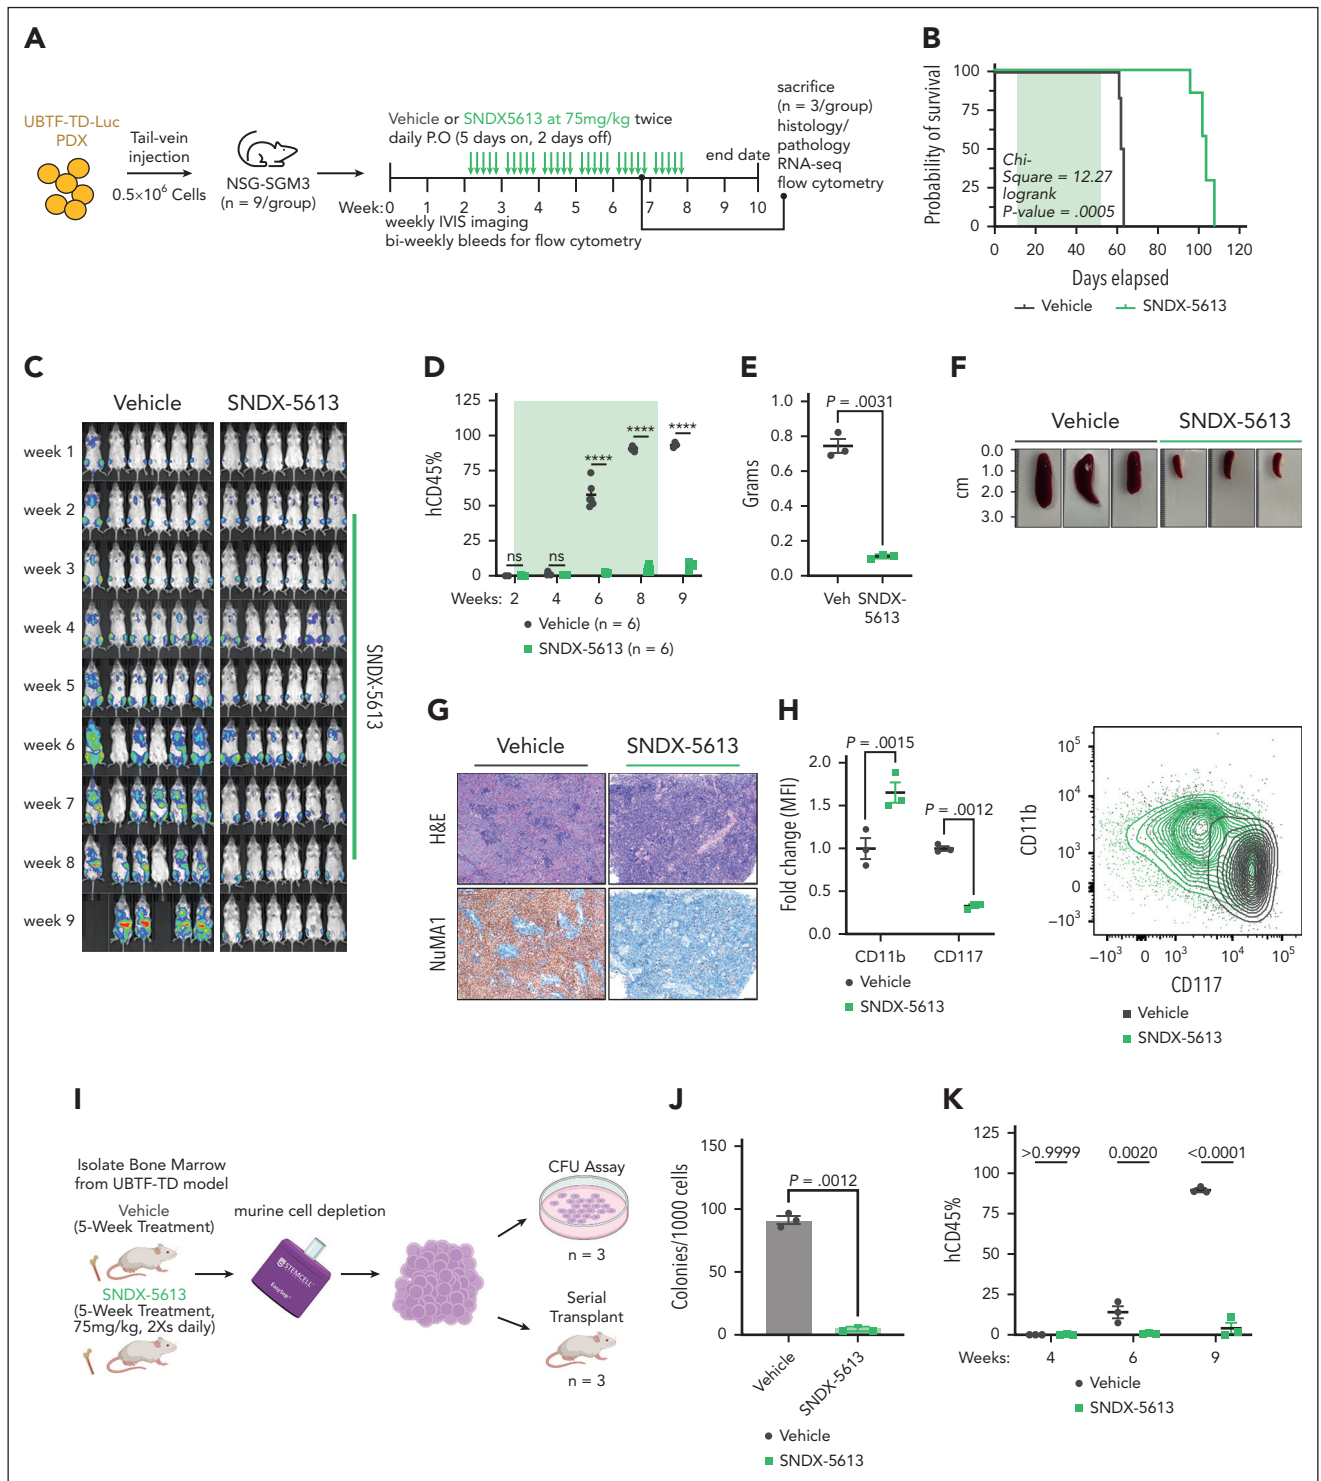 A
UBTF-TD-Luc
PDX
Tail-vein
injection
0.5×10⁶ Cells
NSG-SGM3
(n = 9/group)
Vehicle or SNDX5613 at 75mg/kg twice
daily P.O (5 days on, 2 days off)
end date
Week: 0 1 2 3 4 5 6 7 8 9 10
weekly IVIS imaging
bi-weekly bleeds for flow cytometry
sacrifice
(n = 3/group)
histology/
pathology
RNA-seq
flow cytometry
B
Probability of survival
100
75
50
25
0
Chi-
Square = 12.27
logrank
P-value = .0005
0 20 40 60 80 100 120
Days elapsed
Vehicle SNDX-5613
C
Vehicle SNDX-5613
week 1
week 2
week 3
week 4
week 5
week 6
week 7
week 8
week 9
SNDX-5613
D
hCD45%
125
100
75
50
25
0
ns ns **** **** ****
Weeks: 2 4 6 8 9
Vehicle (n = 6)
SNDX-5613 (n = 6)
E
Grams
1.0
0.8
0.6
0.4
0.2
0.0
P = .0031
Veh SNDX-
5613
F
Vehicle SNDX-5613
cm
0.0
1.0
2.0
3.0
G
Vehicle SNDX-5613
H&E
NuMA1
H
Fold change (MFI)
2.0
1.5
1.0
0.5
0.0
P = .0015
P = .0012
CD11b CD117
Vehicle
SNDX-5613
CD11b
10⁵
10⁴
10³
0
−10³
−10³ 0 10³ 10⁴ 10⁵
CD117
Vehicle
SNDX-5613
I
Isolate Bone Marrow
from UBTF-TD model
Vehicle
(5-Week Treatment)
SNDX-5613
(5-Week Treatment,
75mg/kg, 2Xs daily)
murine cell depletion
STEMCELL
EasySep
CFU Assay
n = 3
Serial
Transplant
n = 3
J
Colonies/1000 cells
150
100
50
0
P = .0012
Vehicle
SNDX-5613
Vehicle
SNDX-5613
K
hCD45%
125
100
75
50
25
0
>0.9999 0.0020 <0.0001
Weeks: 4 6 9
Vehicle
SNDX-5613